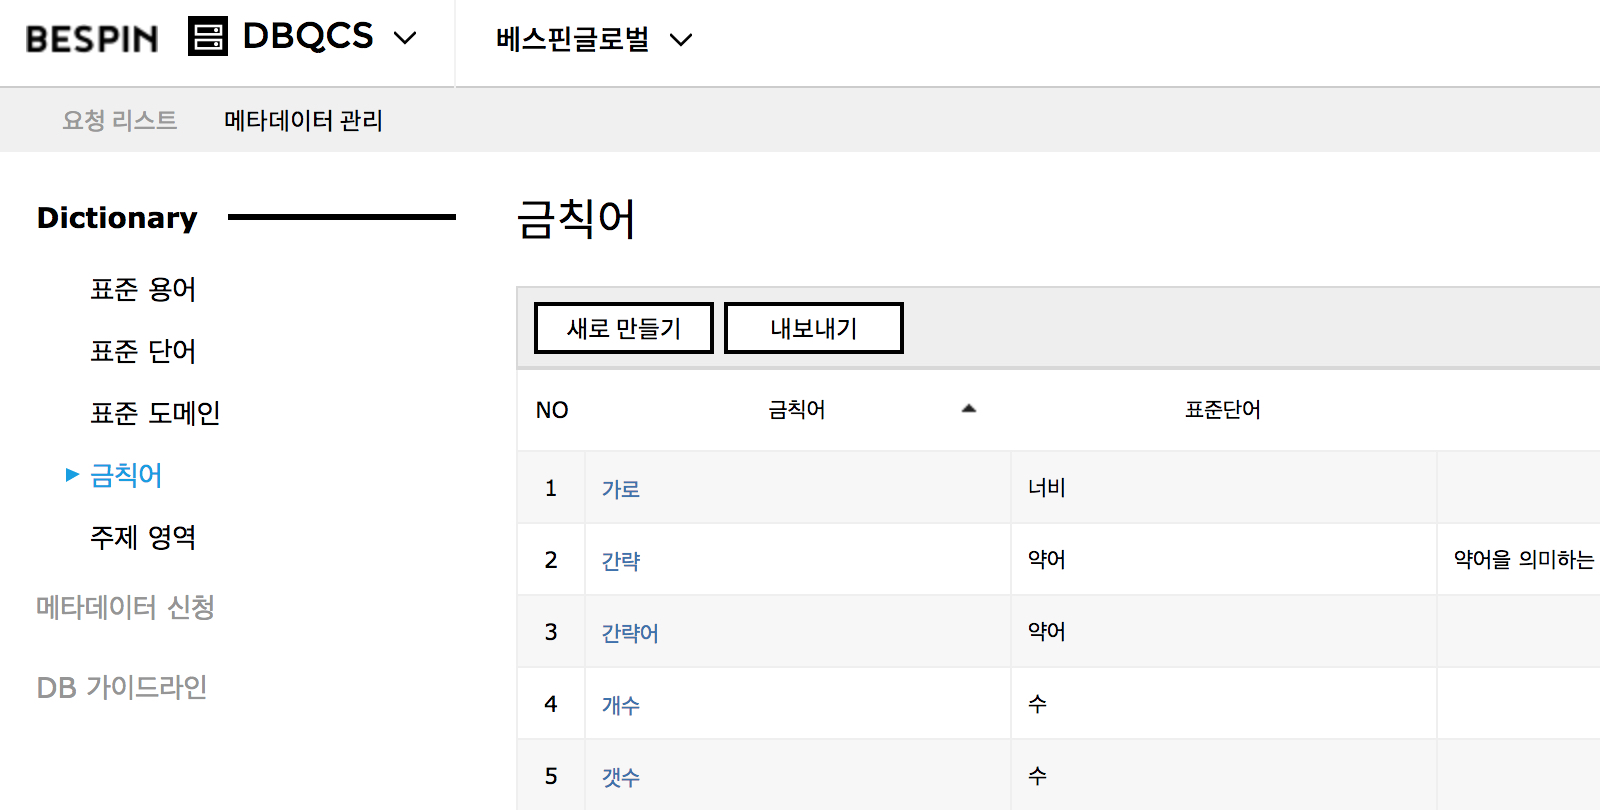 BESPIN DBQCS 베스핀글로벌
요청 리스트 메타데이터 관리
Dictionary
표준 용어
표준 단어
표준 도메인
금칙어
주제 영역
메타데이터 신청
DB 가이드라인
금칙어
새로 만들기 내보내기
NO 금칙어 표준단어
1 가로 너비
2 간략 약어 약어을 의미하는
3 간략어 약어
4 개수 수
5 갯수 수